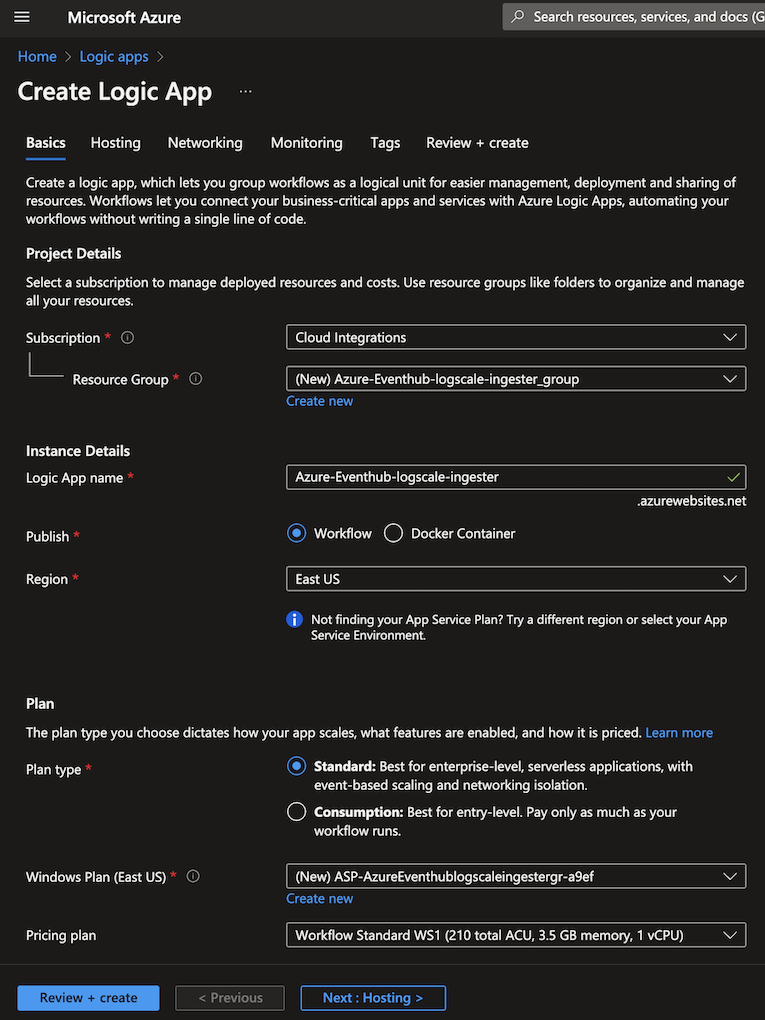 Microsoft Azure
Search resources, services, and docs (G
Home > Logic apps >
Create Logic App ...
Basics Hosting Networking Monitoring Tags Review + create
Create a logic app, which lets you group workflows as a logical unit for easier management, deployment and sharing of
resources. Workflows let you connect your business-critical apps and services with Azure Logic Apps, automating your
workflows without writing a single line of code.
Project Details
Select a subscription to manage deployed resources and costs. Use resource groups like folders to organize and manage
all your resources.
Subscription *
Cloud Integrations
Resource Group *
(New) Azure-Eventhub-logscale-ingester_group
Create new
Instance Details
Logic App name *
Azure-Eventhub-logscale-ingester
.azurewebsites.net
Publish *
Workflow Docker Container
Region *
East US
Not finding your App Service Plan? Try a different region or select your App
Service Environment.
Plan
The plan type you choose dictates how your app scales, what features are enabled, and how it is priced. Learn more
Plan type *
Standard: Best for enterprise-level, serverless applications, with
event-based scaling and networking isolation.
Consumption: Best for entry-level. Pay only as much as your
workflow runs.
Windows Plan (East US) *
(New) ASP-AzureEventhublogscaleingestergr-a9ef
Create new
Pricing plan
Workflow Standard WS1 (210 total ACU, 3.5 GB memory, 1 vCPU)
Review + create
< Previous
Next : Hosting >